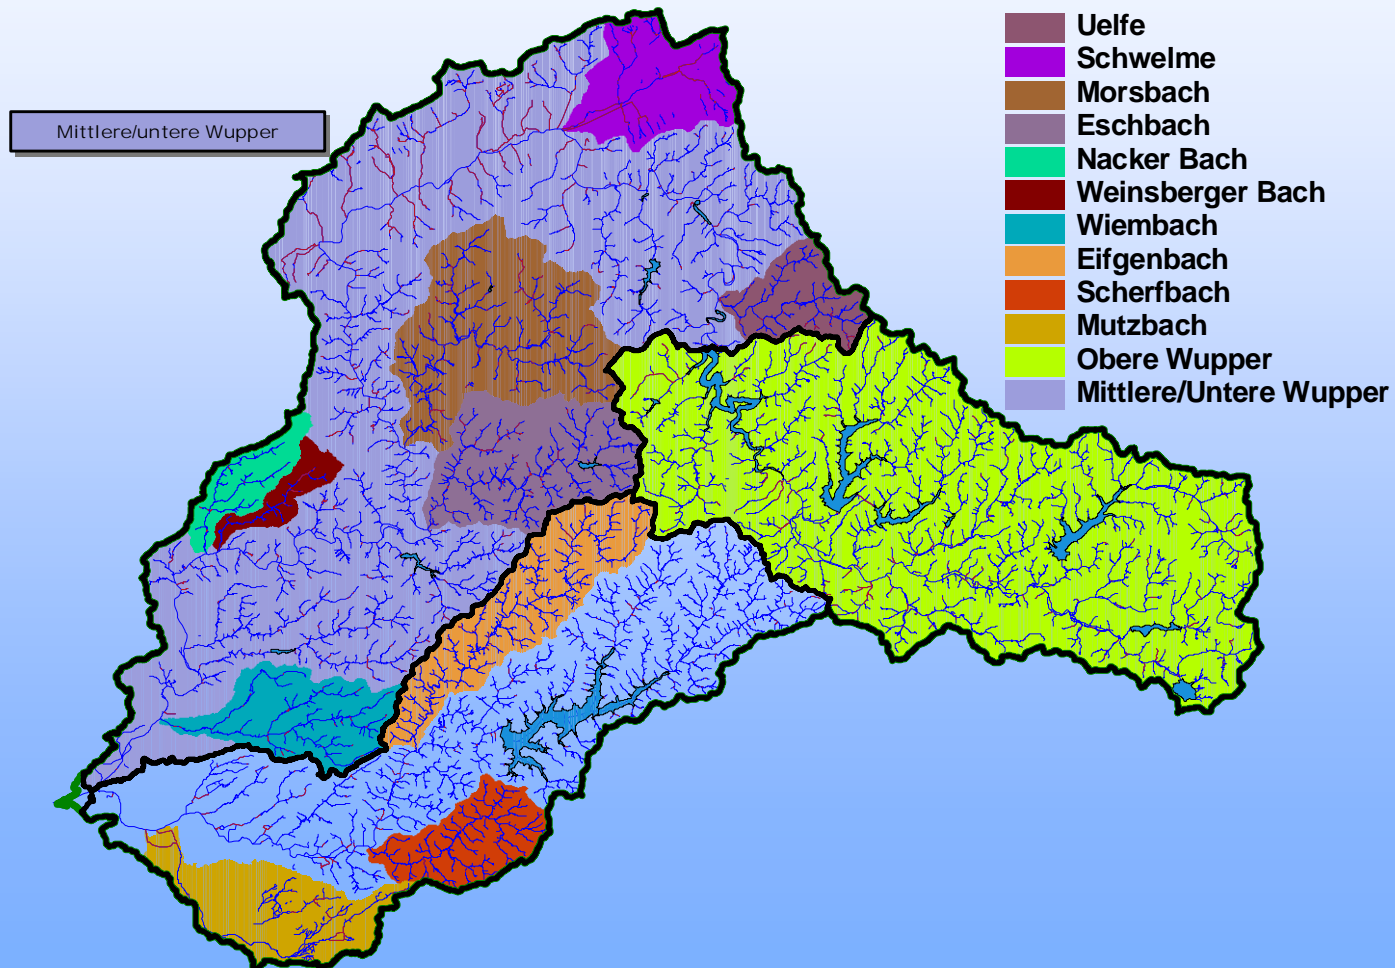 Mittlere/untere Wupper
Uelfe
Schwelme
Morsbach
Eschbach
Nacker Bach
Weinsberger Bach
Wiembach
Eifgenbach
Scherfbach
Mutzbach
Obere Wupper
Mittlere/Untere Wupper